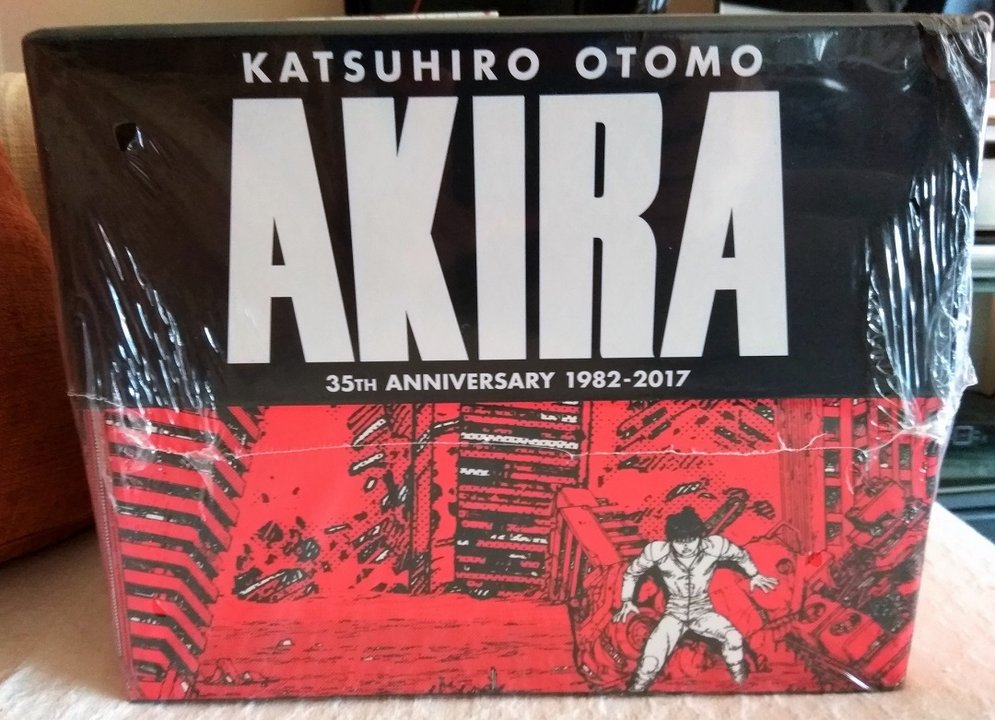 KATSUHIRO OTOMO
AKIRA
35TH ANNIVERSARY 1982-2017